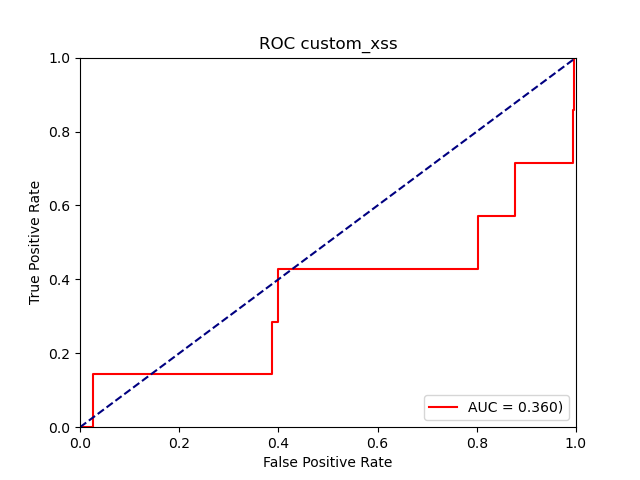 ROC custom_xss
True Positive Rate
1.0
0.8
0.6
0.4
0.2
0.0
AUC = 0.360)
0.0 0.2 0.4 0.6 0.8 1.0
False Positive Rate